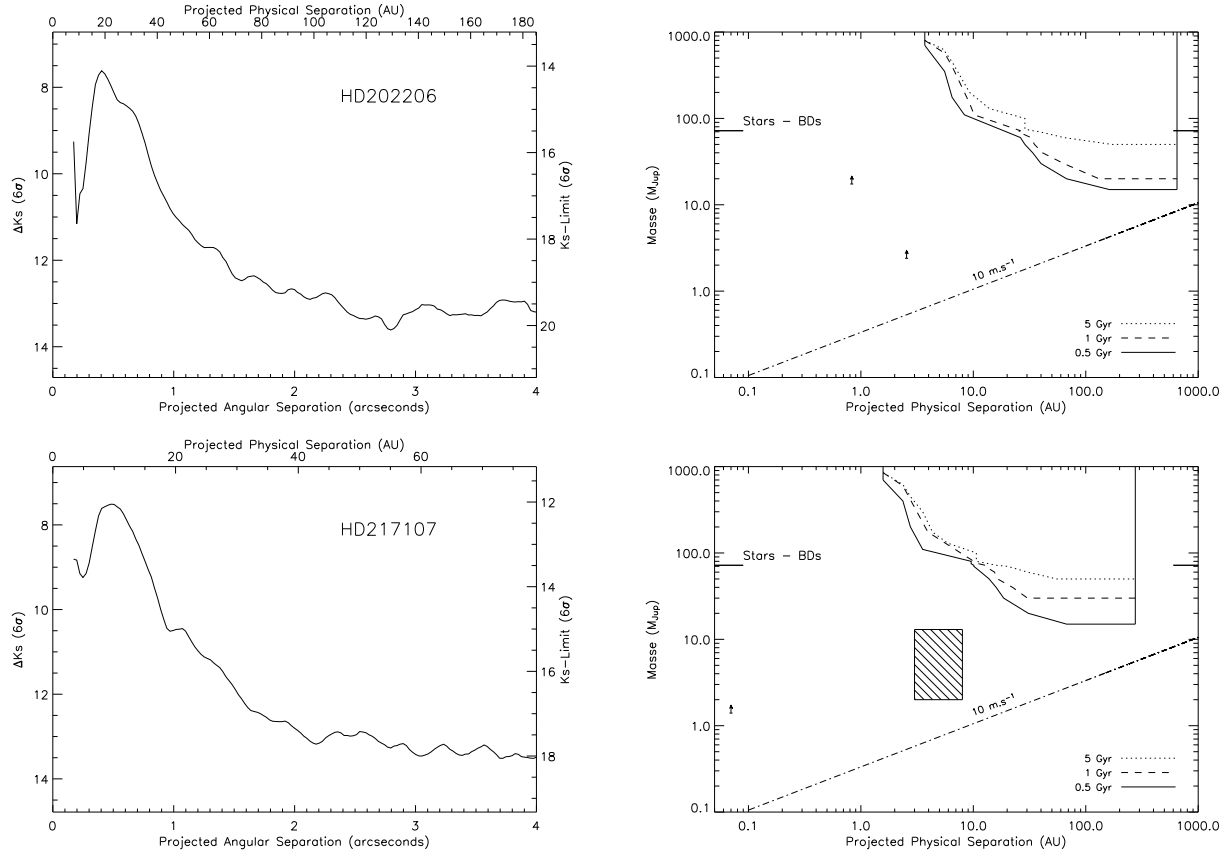 Projected Physical Separation (AU)
0 20 40 60 80 100 120 140 160 180
8
10
12
14
ΔKs (6σ)
HD202206
14
16
18
20
Ks-Limit (6σ)
0 1 2 3 4
Projected Angular Separation (arcseconds)
1000.0
100.0
10.0
1.0
0.1
Masse (MJup)
Stars - BDs
10 m.s⁻¹
5 Gyr
1 Gyr
0.5 Gyr
0.1 1.0 10.0 100.0 1000.0
Projected Physical Separation (AU)
Projected Physical Separation (AU)
0 20 40 60
8
10
12
14
ΔKs (6σ)
HD217107
12
14
16
18
Ks-Limit (6σ)
0 1 2 3 4
Projected Angular Separation (arcseconds)
1000.0
100.0
10.0
1.0
0.1
Masse (MJup)
Stars - BDs
10 m.s⁻¹
5 Gyr
1 Gyr
0.5 Gyr
0.1 1.0 10.0 100.0 1000.0
Projected Physical Separation (AU)